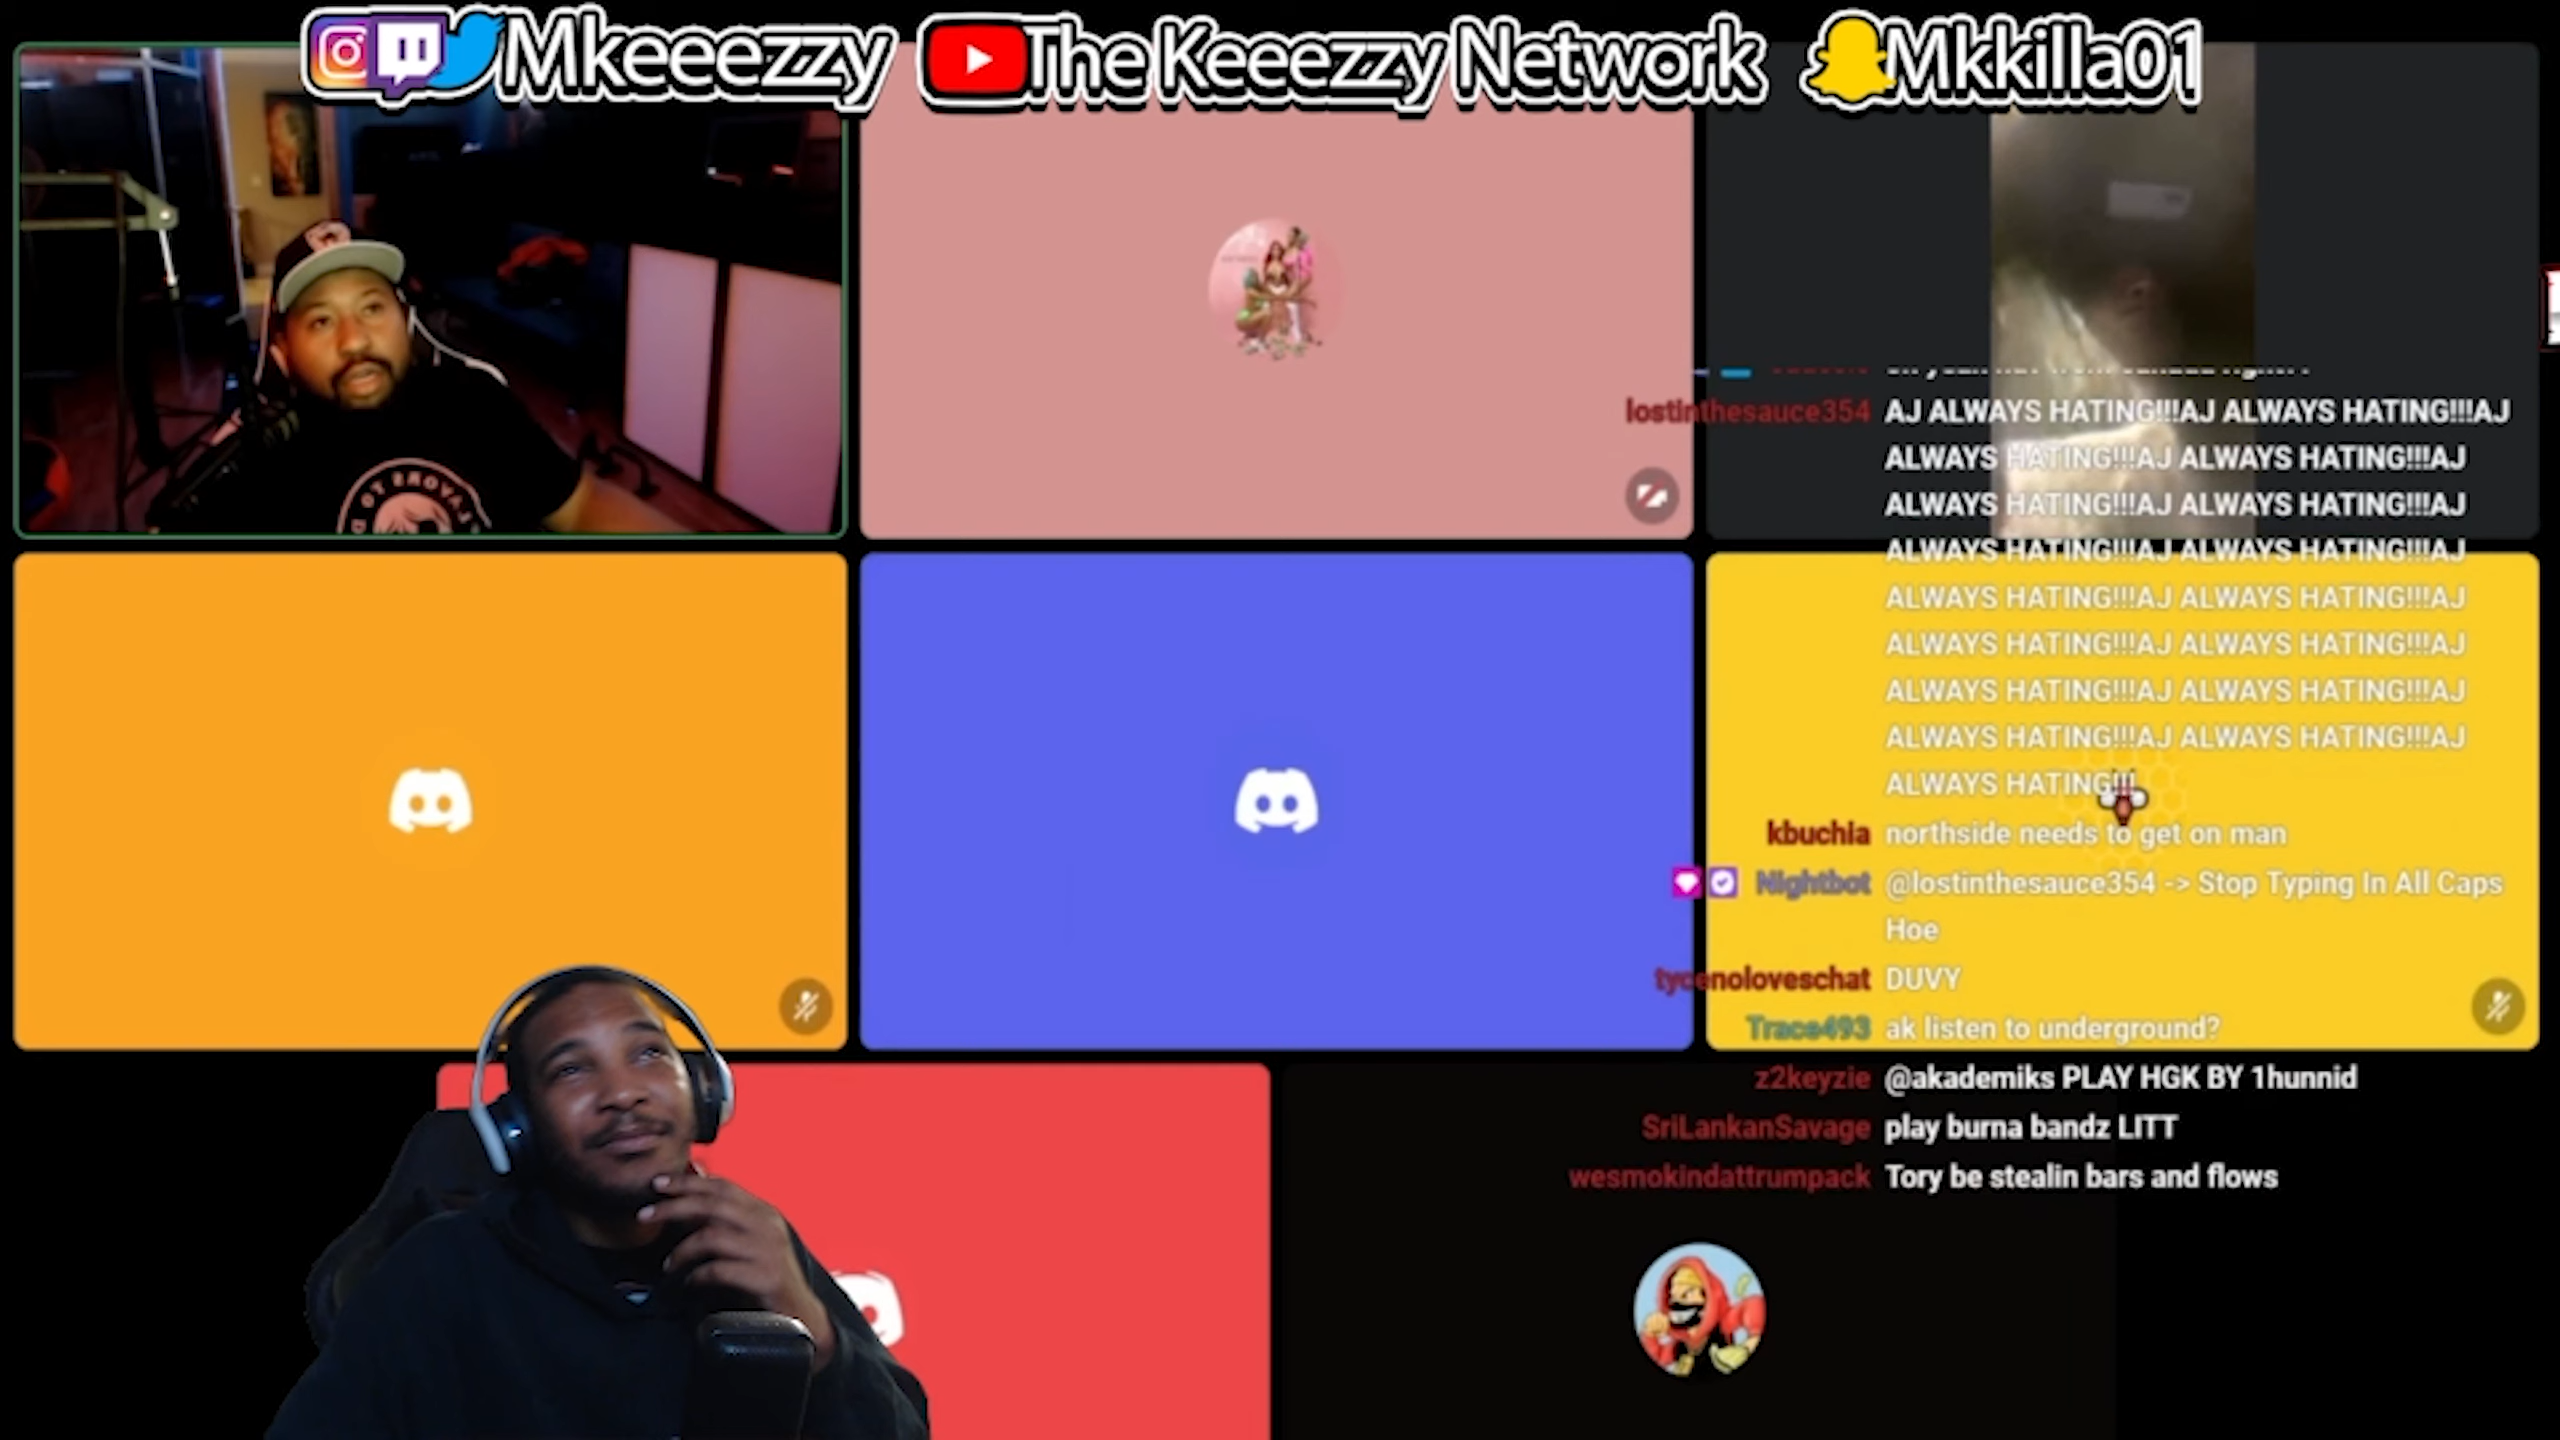 Mkeeezzy The Keeezzy Network Mkkilla01
lostinthesauce354 AJ ALWAYS HATING!!!AJ ALWAYS HATING!!!AJ
ALWAYS HATING!!!AJ ALWAYS HATING!!!AJ
ALWAYS HATING!!!AJ ALWAYS HATING!!!AJ
ALWAYS HATING!!!AJ ALWAYS HATING!!!AJ
ALWAYS HATING!!!AJ ALWAYS HATING!!!AJ
ALWAYS HATING!!!AJ ALWAYS HATING!!!AJ
ALWAYS HATING!!!AJ ALWAYS HATING!!!AJ
ALWAYS HATING!!!AJ ALWAYS HATING!!!AJ
ALWAYS HATING!!!
kbuchia northside needs to get on man
Nightbot @lostinthesauce354 -> Stop Typing In All Caps
Hoe
tycenoloveschat DUVY
Trace493 ak listen to underground?
z2keyzie @akademiks PLAY HGK BY 1hunnid
SriLankanSavage play burna bandz LITT
wesmokindattrumpack Tory be stealin bars and flows